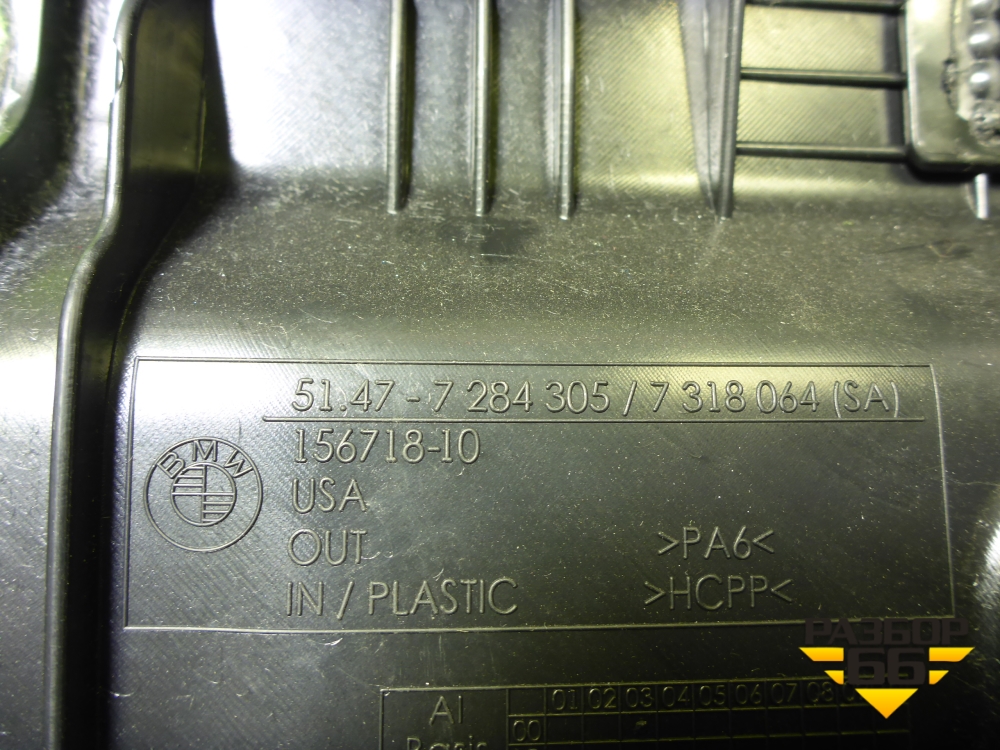 51.47 - 7 284 305 / 7 318 064 (SA)
156718-10
BMW
USA
OUT >PA6<
IN / PLASTIC >HCPP<
РАЗБОР
66
AI 01 02 03 04 05 06 07 08
00
Basis